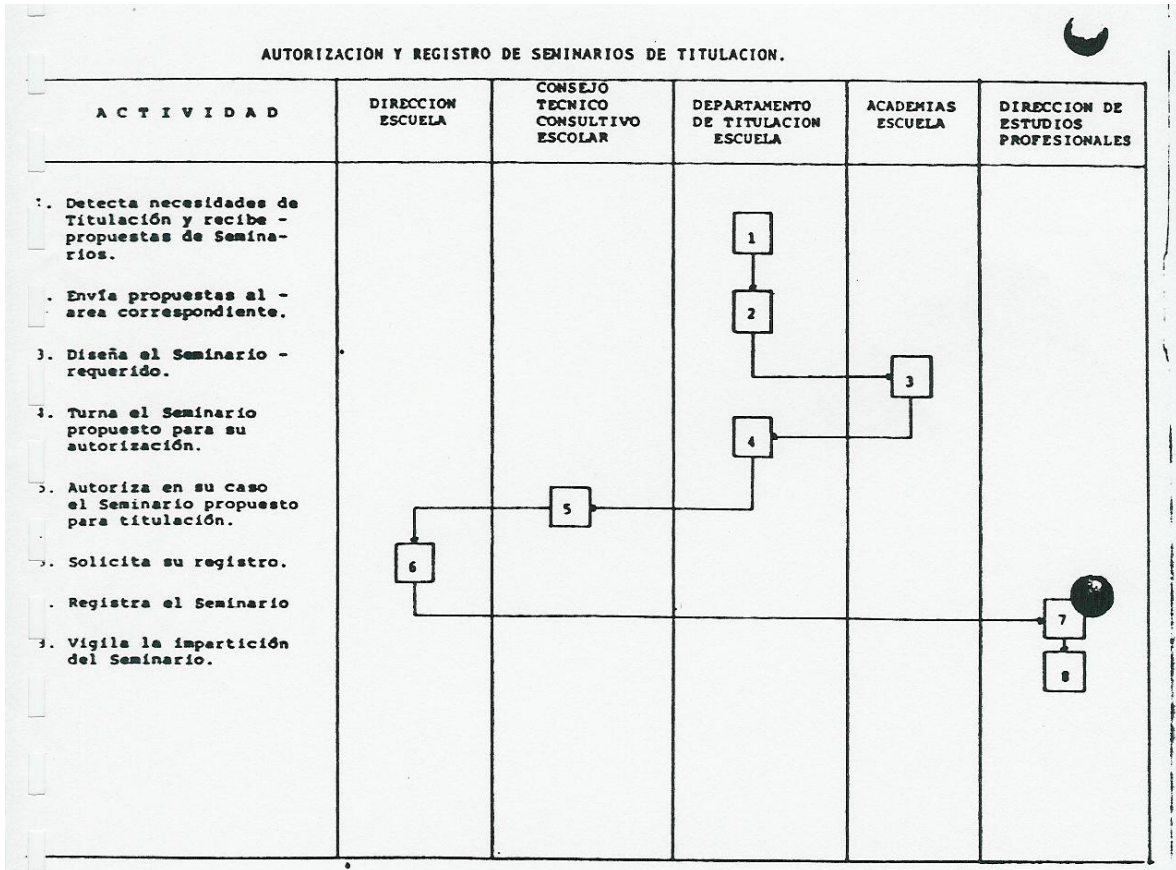 AUTORIZACION Y REGISTRO DE SEMINARIOS DE TITULACION.
A C T I V I D A D
DIRECCION
ESCUELA
CONSEJO
TECNICO
CONSULTIVO
ESCOLAR
DEPARTAMENTO
DE TITULACION
ESCUELA
ACADEMIAS
ESCUELA
DIRECCION DE
ESTUDIOS
PROFESIONALES
. Detecta necesidades de
Titulación y recibe -
propuestas de Semina-
rios.
. Envía propuestas al -
area correspondiente.
3. Diseña el Seminario -
requerido.
. Turna el Seminario
propuesto para su
autorización.
. Autoriza en su caso
el Seminario propuesto
para titulación.
. Solicita su registro.
. Registra el Seminario
. Vigila la impartición
del Seminario.
1
2
3
4
5
6
7
8